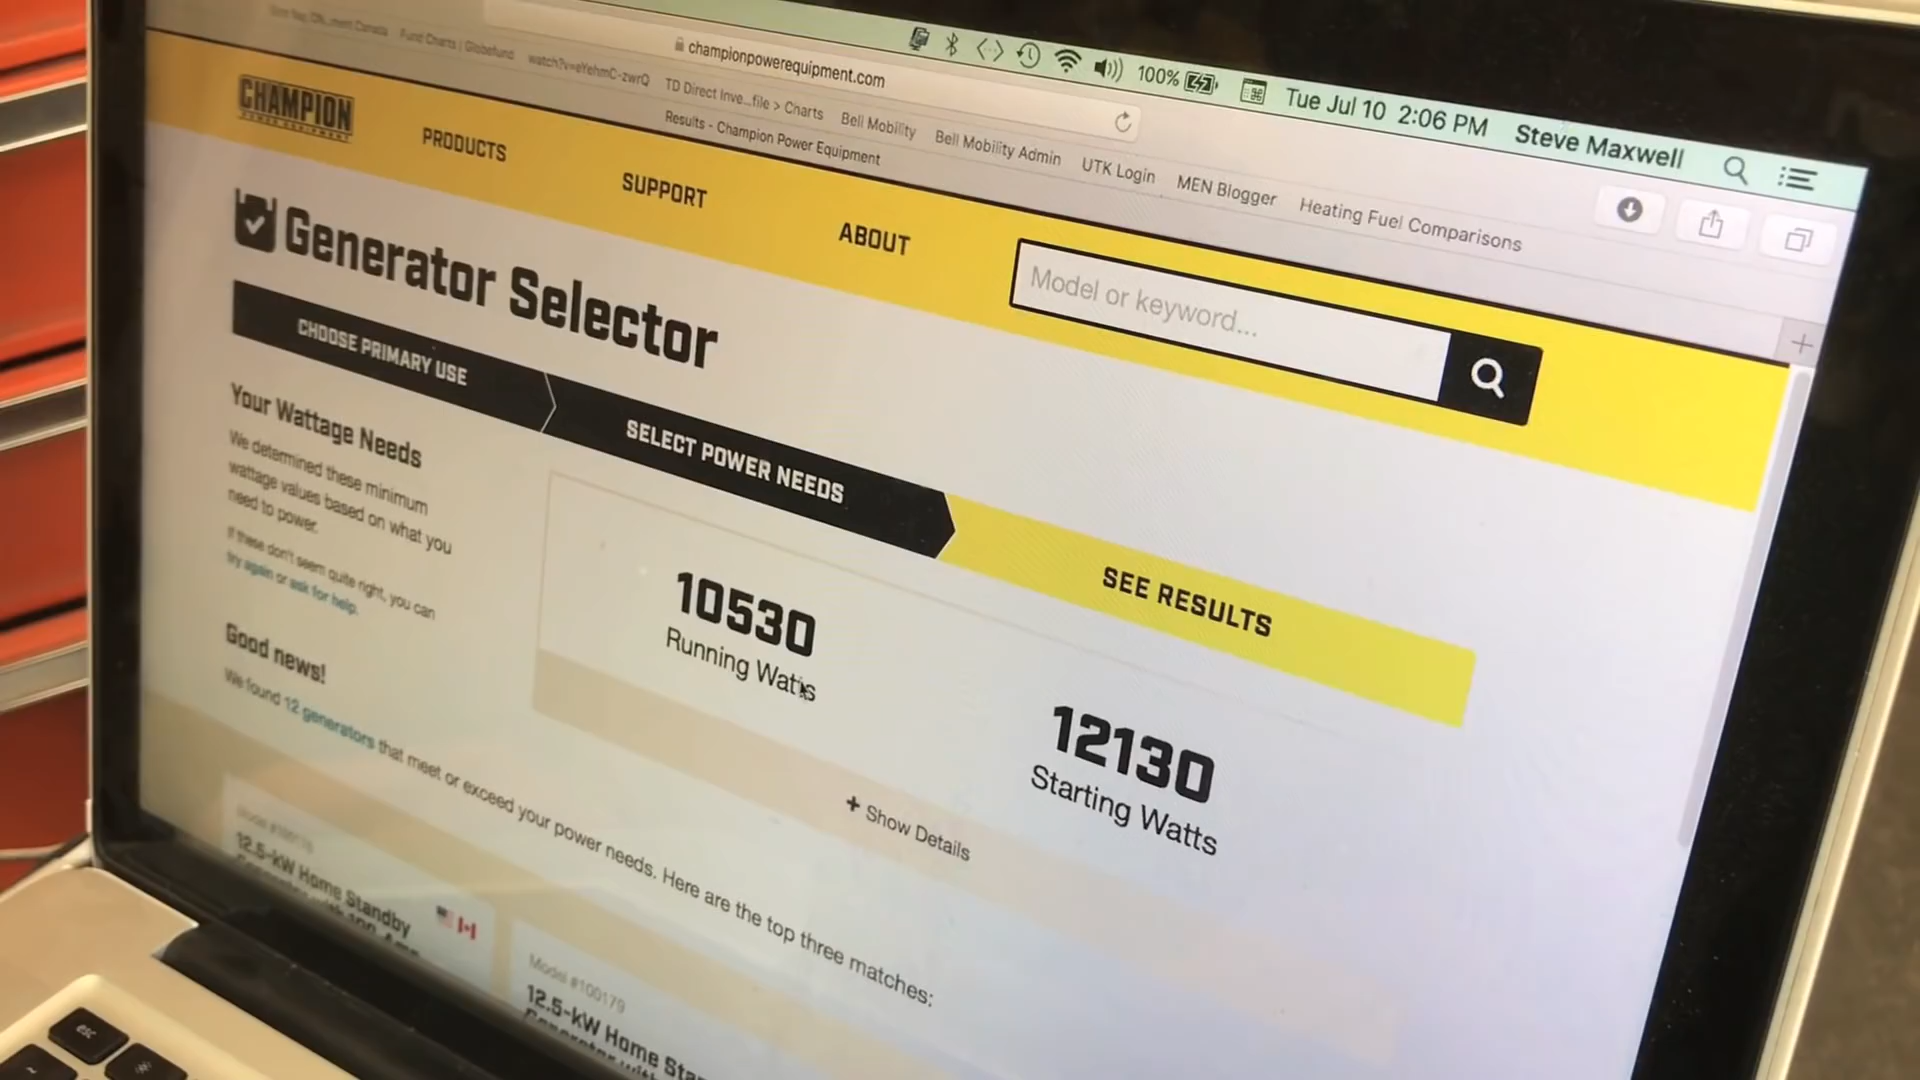 100%
Tue Jul 10 2:06 PM
Steve Maxwell
championpowerequipment.com
Fund Charts | Globefund
watch?v=eYehmC-zwrQ
TD Direct Inve...file > Charts
Bell Mobility
Bell Mobility Admin
UTK Login
MEN Blogger
Heating Fuel Comparisons
Results - Champion Power Equipment
CHAMPION
POWER EQUIPMENT
PRODUCTS
SUPPORT
ABOUT
Model or keyword...
Generator Selector
CHOOSE PRIMARY USE
SELECT POWER NEEDS
SEE RESULTS
Your Wattage Needs
We determined these minimum
wattage values based on what you
need to power.
If these don't seem quite right, you can
try again or ask for help.
10530
Running Watts
12130
Starting Watts
+ Show Details
Good news!
We found 12 generators that meet or exceed your power needs. Here are the top three matches:
12.5-kW Home Standby
Model #100179
12.5-kW Home Sta
esc